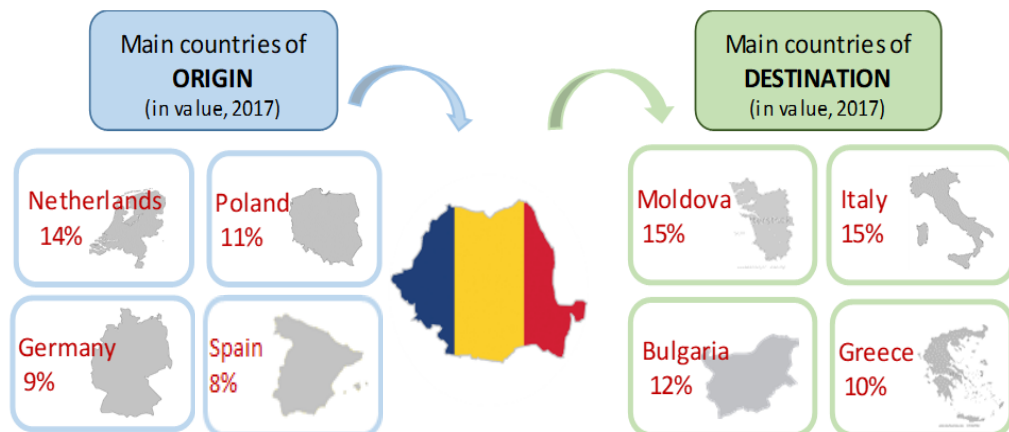 Main countries of
ORIGIN
(in value, 2017)
Main countries of
DESTINATION
(in value, 2017)
Netherlands
14%
Poland
11%
Moldova
15%
Italy
15%
Germany
9%
Spain
8%
Bulgaria
12%
Greece
10%